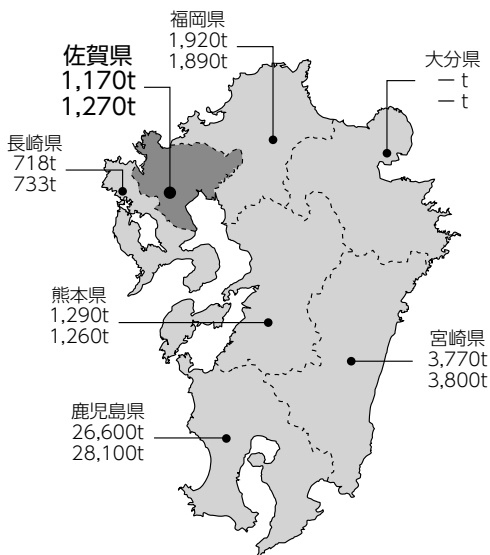 福岡県
1,920t
1,890t
佐賀県
1,170t
1,270t
大分県
－t
－t
長崎県
718t
733t
熊本県
1,290t
1,260t
宮崎県
3,770t
3,800t
鹿児島県
26,600t
28,100t